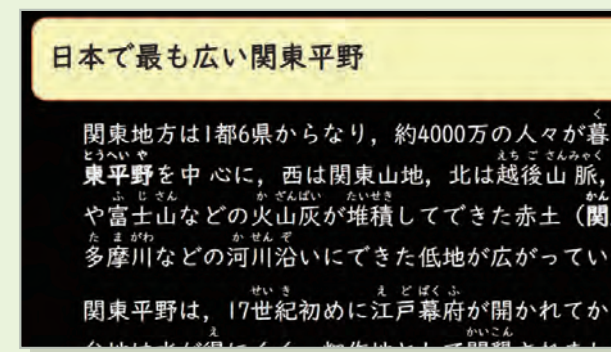 日本で最も広い関東平野
関東地方は1都6県からなり，約4000万の人々が暮
東平野を中心に，西は関東山地，北は越後山脈，
や富士山などの火山灰が堆積してできた赤土（関
多摩川などの河川沿いにできた低地が広がってい
関東平野は，17世紀初めに江戸幕府が開かれてか